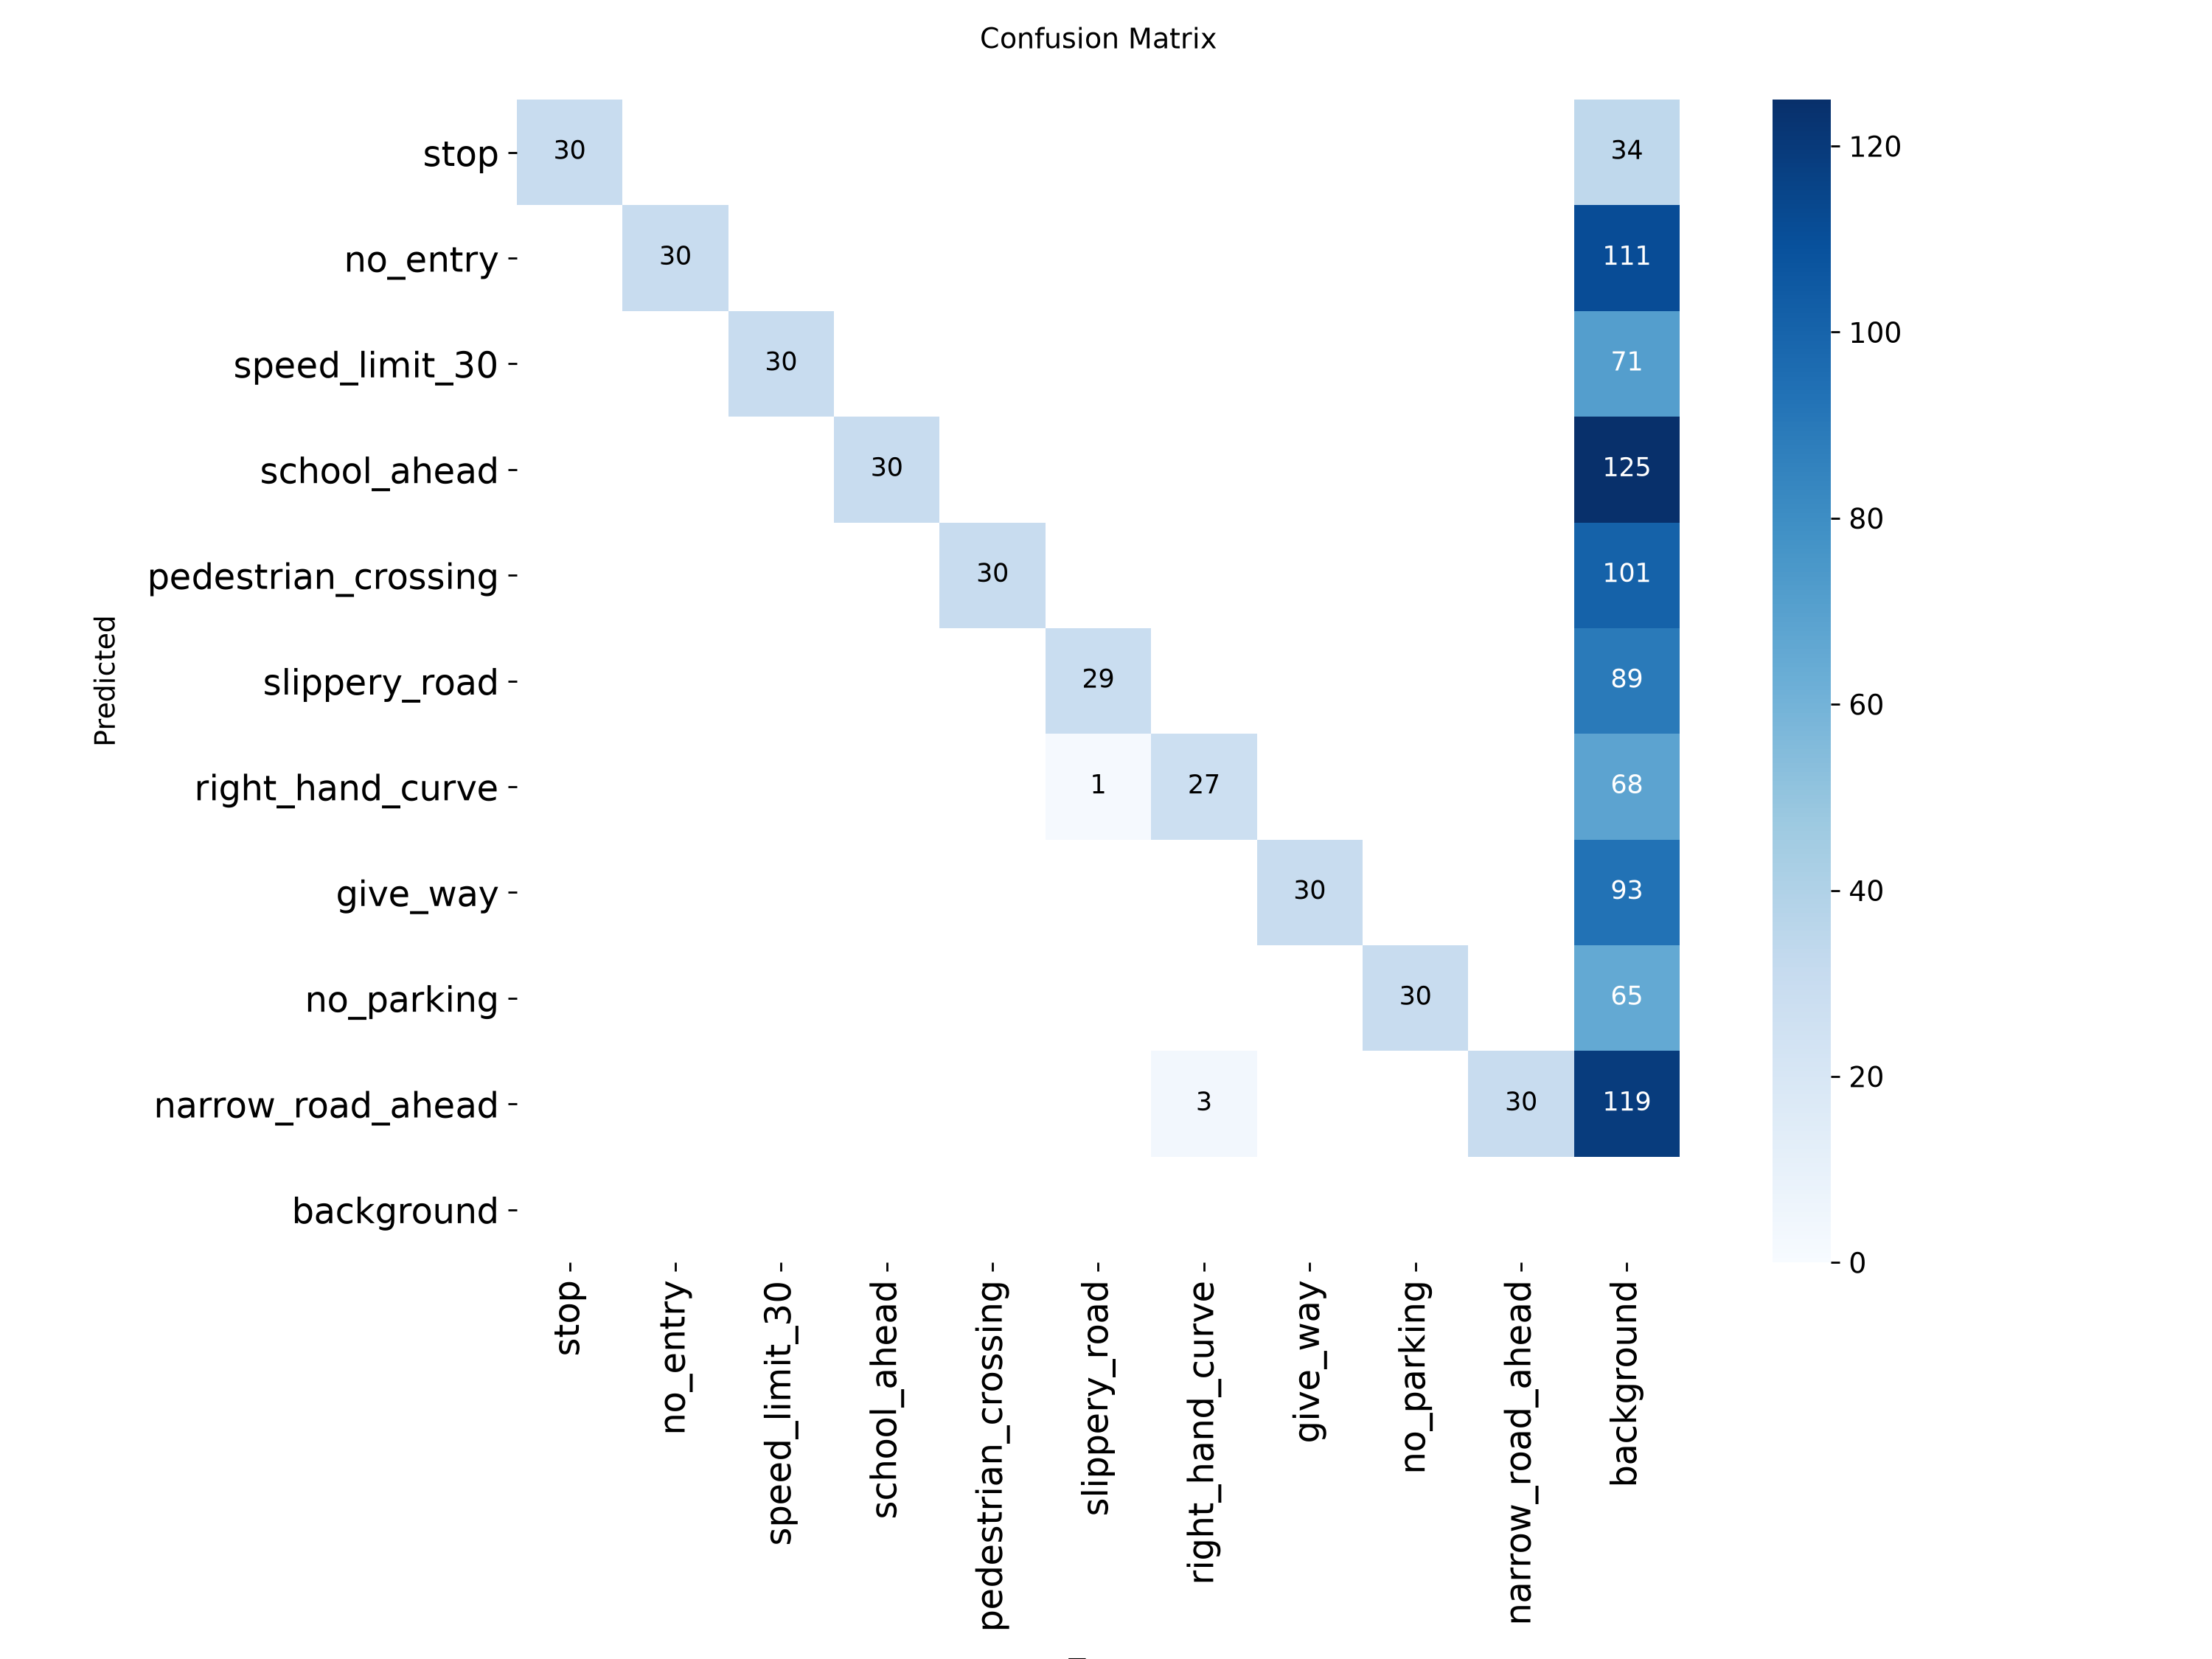 Confusion Matrix
Predicted
stop
no_entry
speed_limit_30
school_ahead
pedestrian_crossing
slippery_road
right_hand_curve
give_way
no_parking
narrow_road_ahead
background
30 34
30 111
30 71
30 125
30 101
29 89
1 27 68
30 93
30 65
3 30 119
stop
no_entry
speed_limit_30
school_ahead
pedestrian_crossing
slippery_road
right_hand_curve
give_way
no_parking
narrow_road_ahead
background
120
100
80
60
40
20
0